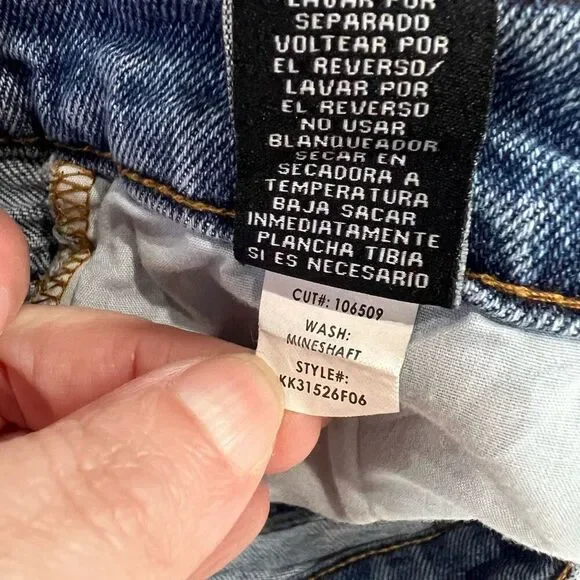 LAVAR POR
SEPARADO
VOLTEAR POR
EL REVERSO/
LAVAR POR
EL REVERSO
NO USAR
BLANQUEADOR
SECAR EN
SECADORA A
TEMPERATURA
BAJA SACAR
INMEDIATAMENTE
PLANCHA TIBIA
SI ES NECESARIO
CUT#: 106509
WASH:
MINESHAFT
STYLE#:
KK31526F06